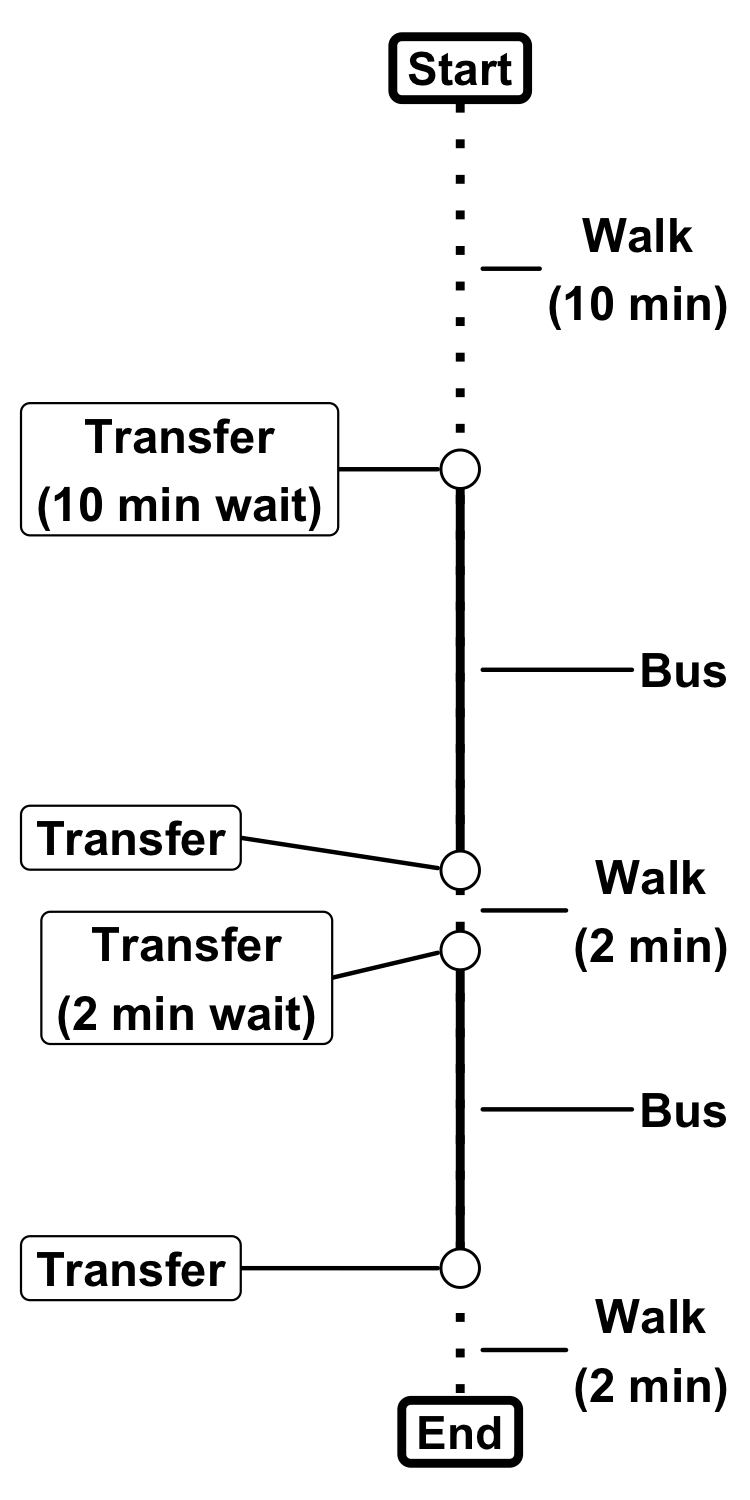 Start
Walk
(10 min)
Transfer
(10 min wait)
Bus
Transfer
Walk
(2 min)
Transfer
(2 min wait)
Bus
Transfer
Walk
(2 min)
End